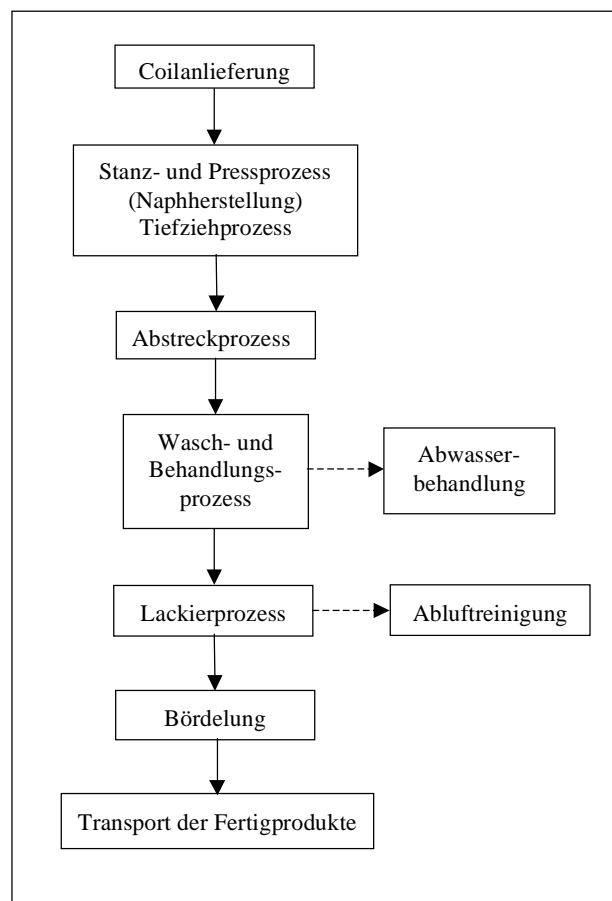 Coilanlieferung
Stanz- und Pressprozess
(Naphherstellung)
Tiefziehprozess
Abstreckprozess
Wasch- und
Behandlungs-
prozess
Abwasser-
behandlung
Lackierprozess
Abluftreinigung
Bördelung
Transport der Fertigprodukte